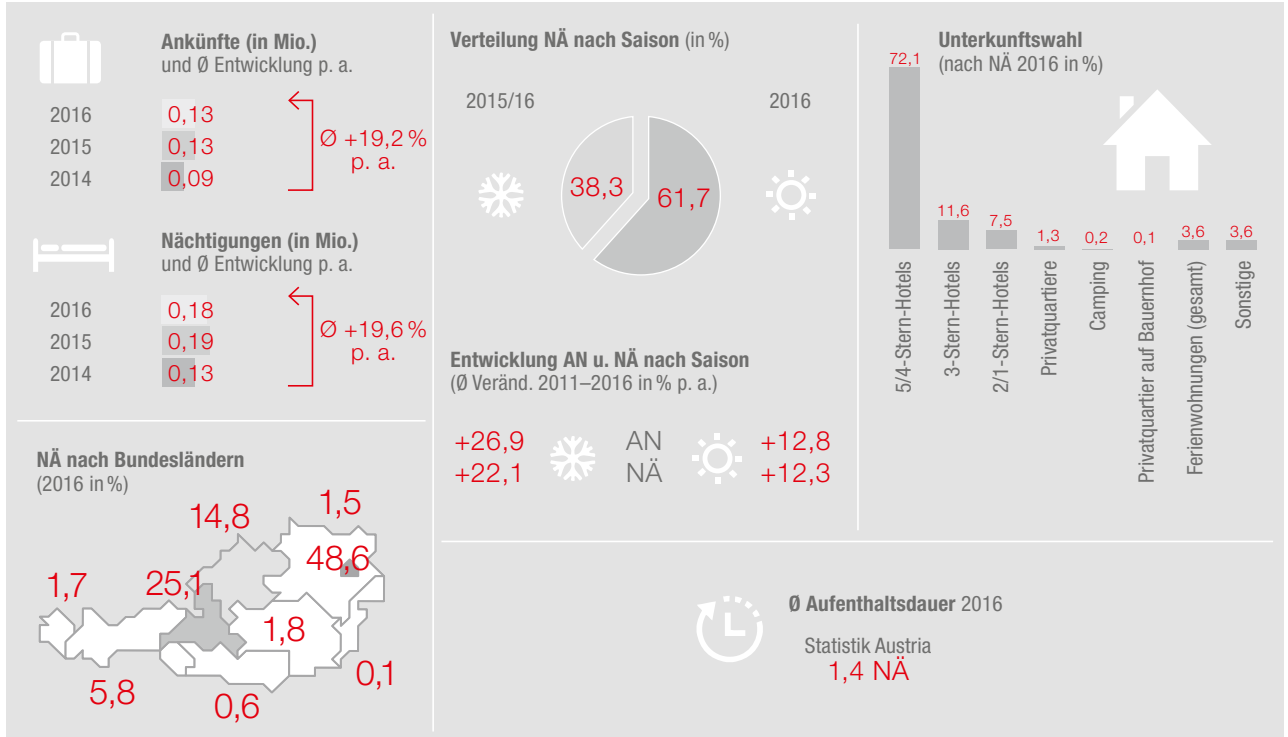 Ankünfte (in Mio.)
und Ø Entwicklung p. a.
2016 0,13
2015 0,13
2014 0,09
Ø +19,2 %
p. a.
Nächtigungen (in Mio.)
und Ø Entwicklung p. a.
2016 0,18
2015 0,19
2014 0,13
Ø +19,6 %
p. a.
NÄ nach Bundesländern
(2016 in %)
14,8
1,5
48,6
1,7
25,1
1,8
5,8
0,6
0,1
Verteilung NÄ nach Saison (in %)
2015/16
2016
38,3
61,7
Entwicklung AN u. NÄ nach Saison
(Ø Veränd. 2011–2016 in % p. a.)
+26,9 AN +12,8
+22,1 NÄ +12,3
Unterkunftswahl
(nach NÄ 2016 in %)
72,1
11,6
7,5
1,3
0,2
0,1
3,6
3,6
5/4-Stern-Hotels
3-Stern-Hotels
2/1-Stern-Hotels
Privatquartiere
Camping
Privatquartier auf Bauernhof
Ferienwohnungen (gesamt)
Sonstige
Ø Aufenthaltsdauer 2016
Statistik Austria
1,4 NÄ